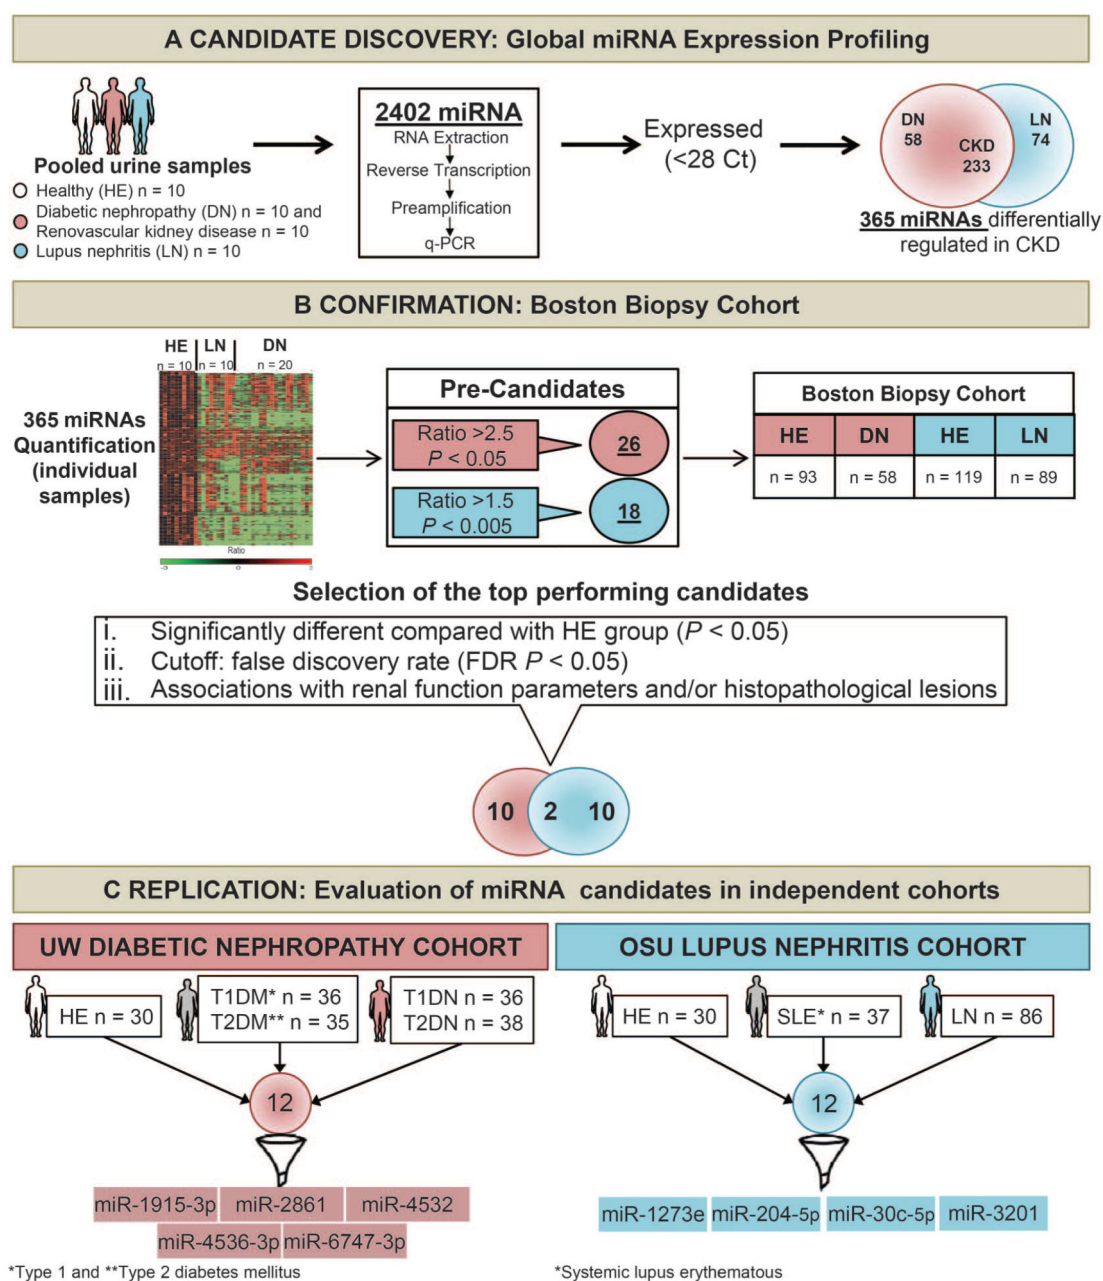 A CANDIDATE DISCOVERY: Global miRNA Expression Profiling
Pooled urine samples
Healthy (HE) n = 10
Diabetic nephropathy (DN) n = 10 and
Renovascular kidney disease n = 10
Lupus nephritis (LN) n = 10
2402 miRNA
RNA Extraction
Reverse Transcription
Preamplification
q-PCR
Expressed
(<28 Ct)
DN
58
CKD
233
LN
74
365 miRNAs differentially
regulated in CKD
B CONFIRMATION: Boston Biopsy Cohort
365 miRNAs
Quantification
(individual
samples)
HE LN DN
n = 10 n = 10 n = 20
Ratio
Pre-Candidates
Ratio >2.5
P < 0.05
26
Ratio >1.5
P < 0.005
18
Boston Biopsy Cohort
HE DN HE LN
n = 93 n = 58 n = 119 n = 89
Selection of the top performing candidates
i. Significantly different compared with HE group (P < 0.05)
ii. Cutoff: false discovery rate (FDR P < 0.05)
iii. Associations with renal function parameters and/or histopathological lesions
10 2 10
C REPLICATION: Evaluation of miRNA candidates in independent cohorts
UW DIABETIC NEPHROPATHY COHORT
HE n = 30
T1DM* n = 36
T2DM** n = 35
T1DN n = 36
T2DN n = 38
12
miR-1915-3p miR-2861 miR-4532
miR-4536-3p miR-6747-3p
*Type 1 and **Type 2 diabetes mellitus
OSU LUPUS NEPHRITIS COHORT
HE n = 30
SLE* n = 37
LN n = 86
12
miR-1273e miR-204-5p miR-30c-5p miR-3201
*Systemic lupus erythematous